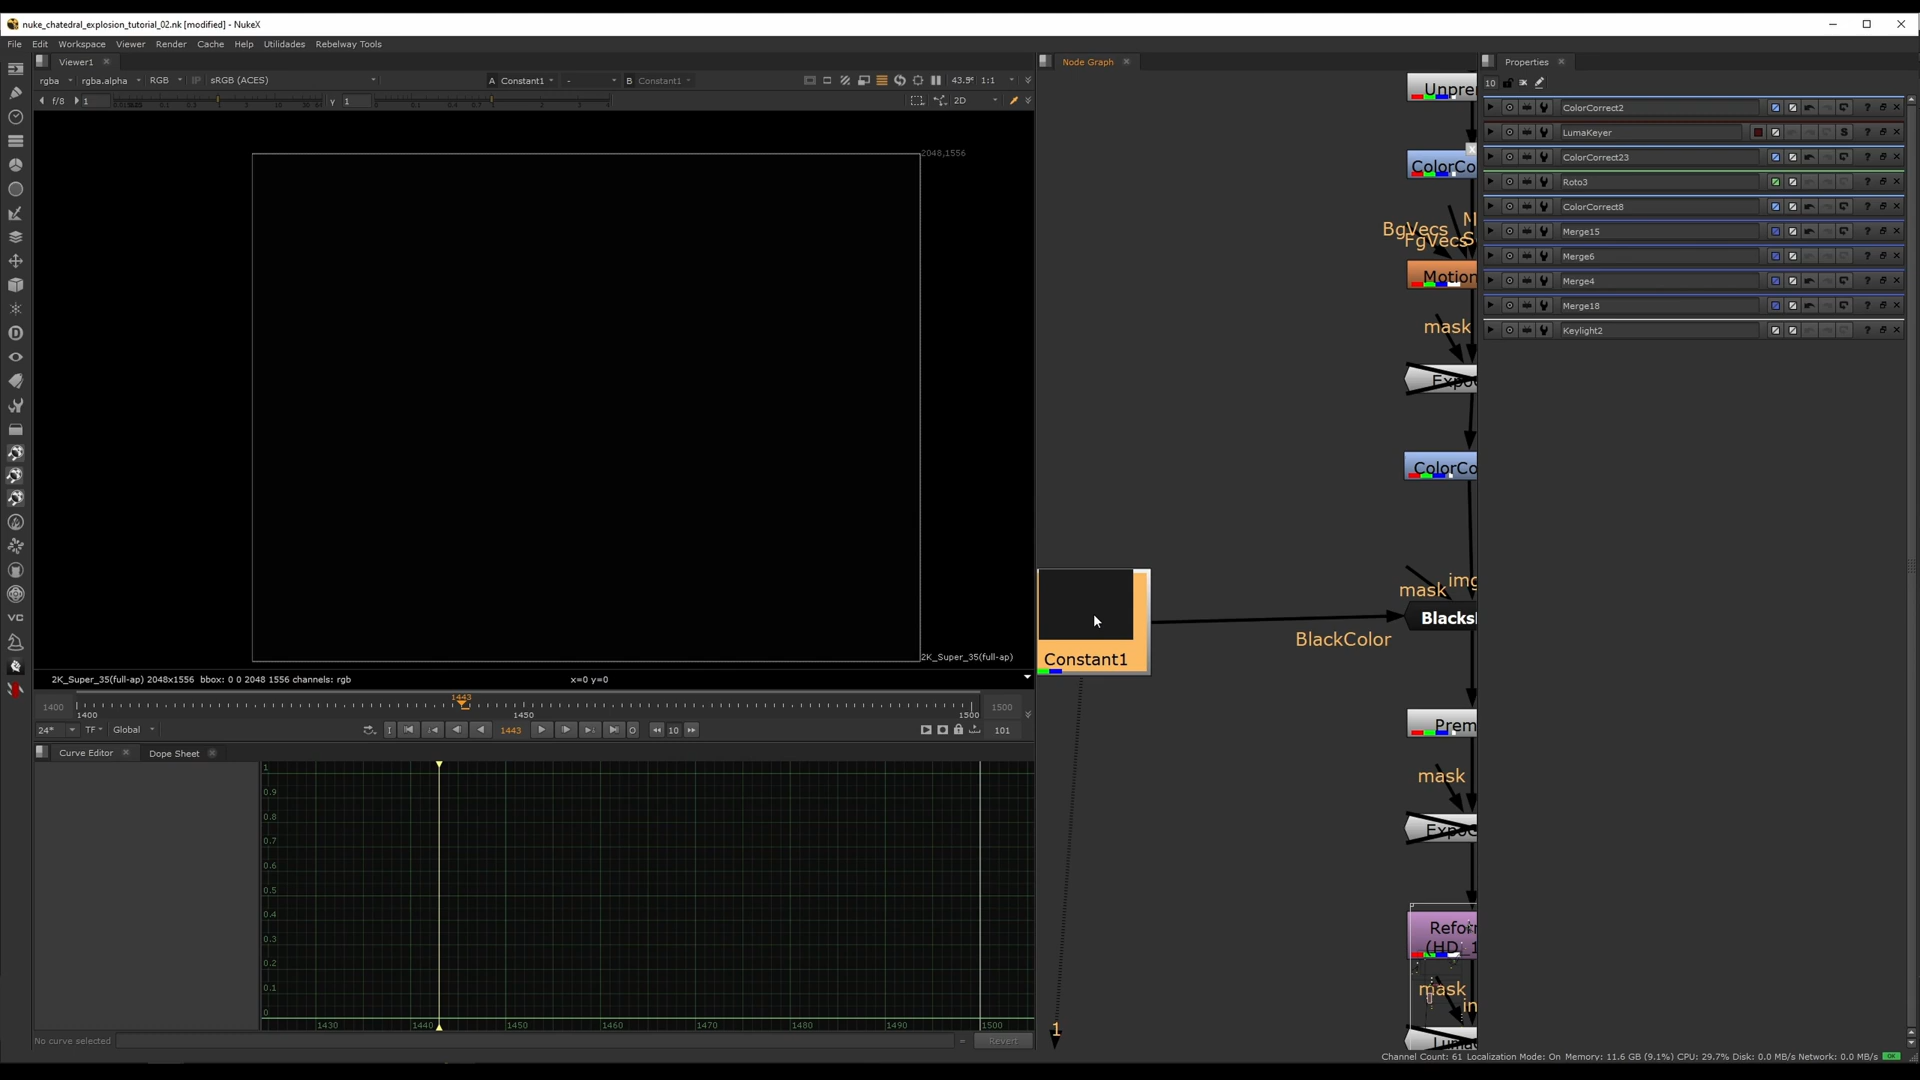 nuke_chatedral_explosion_tutorial_02.nk [modified] - NukeX
File Edit Workspace Viewer Render Cache Help Utilidades Rebelway Tools
Viewer1
rgba rgba.alpha RGB IP sRGB (ACES) A Constant1 - B Constant1 43.5% 1:1
f/8 1 γ 1 2D
2048,1556
2K_Super_35(full-ap)
2K_Super_35(full-ap) 2048x1556 bbox: 0 0 2048 1556 channels: rgb x=0 y=0
1400 1443 1500
1400 1450 1500
24* TF Global 1443 10 101
Curve Editor Dope Sheet
1
0.9
0.8
0.7
0.6
0.5
0.4
0.3
0.2
0.1
0
1430 1440 1450 1460 1470 1480 1490 1500
No curve selected = Revert
Node Graph
Unpre
ColorCo
BgVecs
FgVecs
Motion
mask
Expo
ColorCo
mask img
Blacks
BlackColor
Constant1
Prem
mask
Expo
Refor
(HD_1
mask
in
Luma
1
Properties
10
ColorCorrect2
LumaKeyer
S
ColorCorrect23
Roto3
ColorCorrect8
Merge15
Merge6
Merge4
Merge18
Keylight2
Channel Count: 61 Localization Mode: On Memory: 11.6 GB (9.1%) CPU: 29.7% Disk: 0.0 MB/s Network: 0.0 MB/s